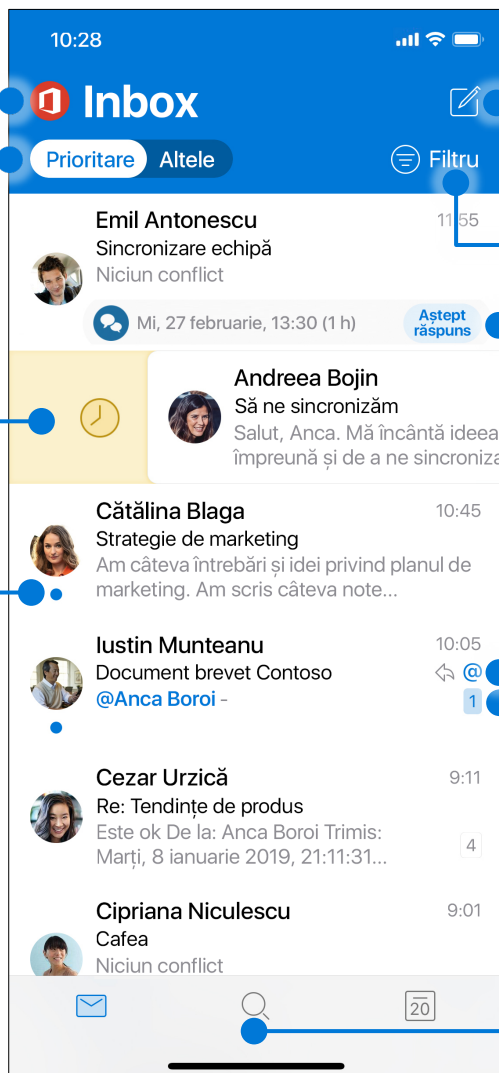 10:28
Inbox
Prioritare Altele Filtru
Emil Antonescu 11:55
Sincronizare echipă
Niciun conflict
Mi, 27 februarie, 13:30 (1 h) Aștept
răspuns
Andreea Bojin
Să ne sincronizăm
Salut, Anca. Mă încântă ideea
împreună și de a ne sincroniza
Cătălina Blaga 10:45
Strategie de marketing
Am câteva întrebări și idei privind planul de
marketing. Am scris câteva note...
Iustin Munteanu 10:05
Document brevet Contoso @
@Anca Boroi - 1
Cezar Urzică 9:11
Re: Tendințe de produs
Este ok De la: Anca Boroi Trimis:
Marți, 8 ianuarie 2019, 21:11:31... 4
Cipriana Niculescu 9:01
Cafea
Niciun conflict
20